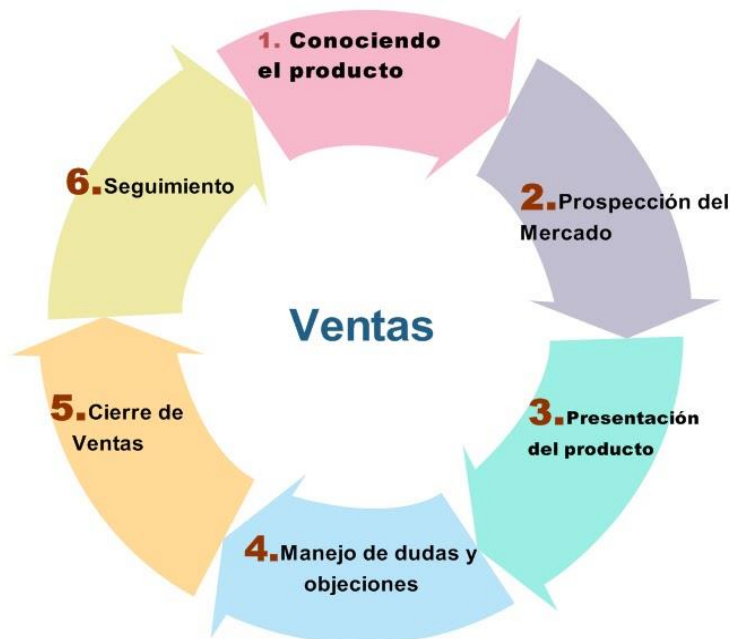 1. Conociendo
el producto
2.Prospección del
Mercado
3.Presentación
del producto
4.Manejo de dudas y
objeciones
5.Cierre de
Ventas
6.Seguimiento
Ventas